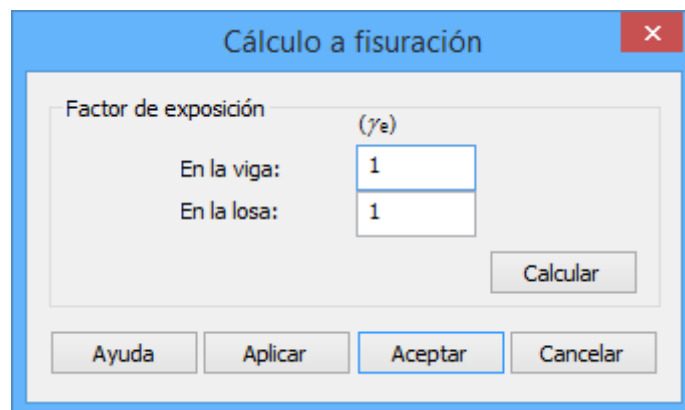 Cálculo a fisuración
Factor de exposición
(γe)
En la viga: 1
En la losa: 1
Calcular
Ayuda Aplicar Aceptar Cancelar